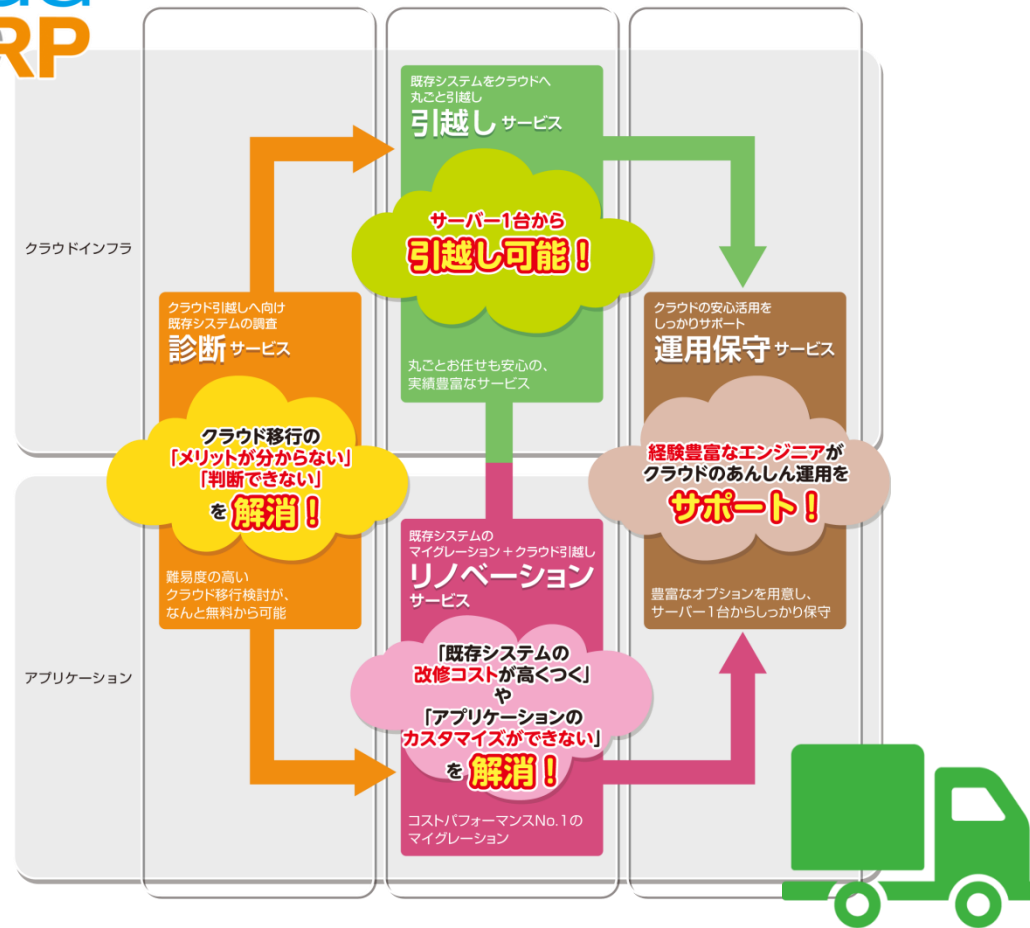 RP
既存システムをクラウドへ
丸ごと引越し
引越し サービス
サーバー1台から
引越し可能！
丸ごとお任せも安心の、
実績豊富なサービス
クラウドインフラ
クラウド引越しへ向け
既存システムの調査
診断 サービス
クラウド移行の
「メリットが分からない」
「判断できない」
を 解消！
難易度の高い
クラウド移行検討が、
なんと無料から可能
クラウドの安心活用を
しっかりサポート
運用保守 サービス
経験豊富なエンジニアが
クラウドのあんしん運用を
サポート！
豊富なオプションを用意し、
サーバー1台からしっかり保守
アプリケーション
既存システムの
マイグレーション＋クラウド引越し
リノベーション
サービス
「既存システムの
改修コストが高くつく」
や
「アプリケーションの
カスタマイズができない」
を 解消！
コストパフォーマンスNo.1の
マイグレーション